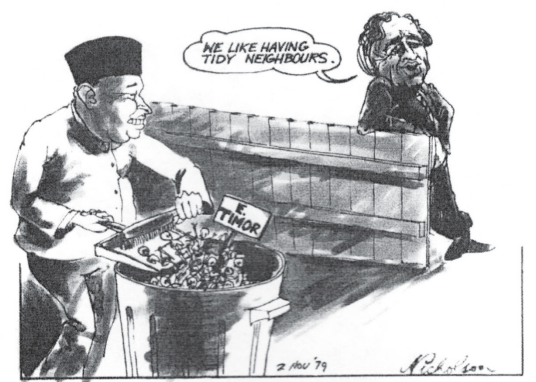 WE LIKE HAVING
TIDY NEIGHBOURS.
E.
TIMOR
2 NOV '79
Nicholson